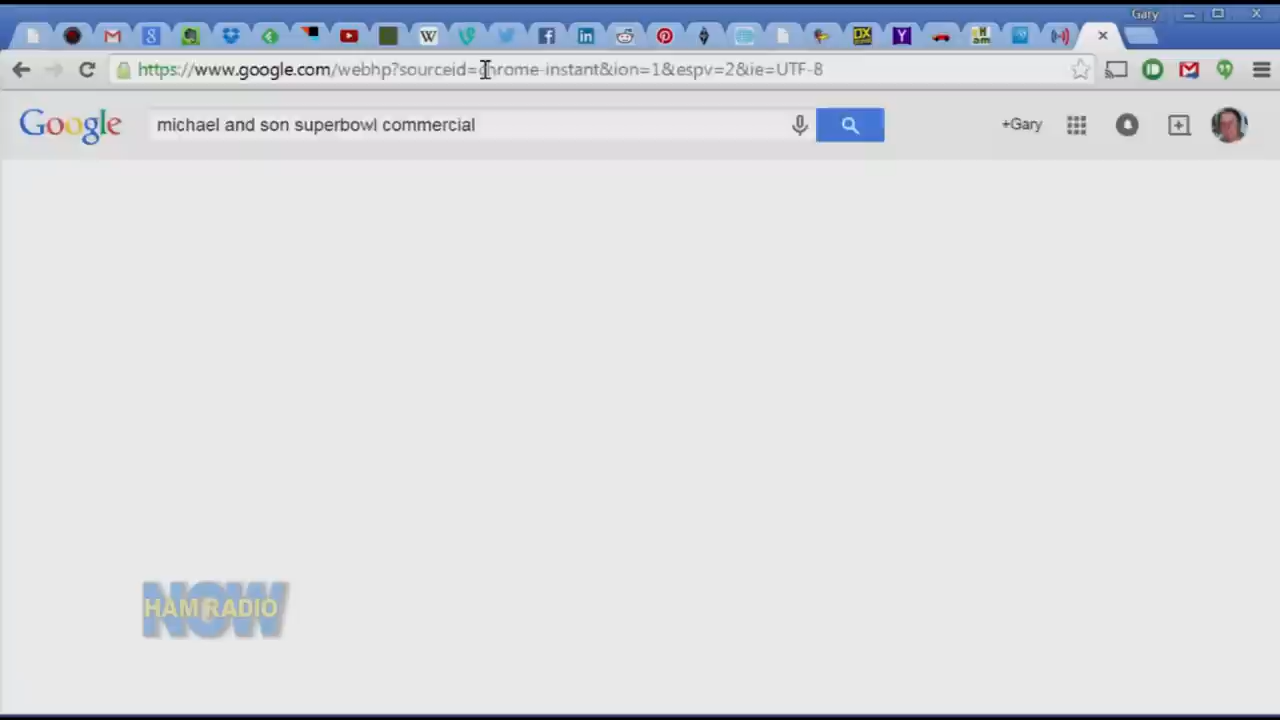 Gary
https://www.google.com/webhp?sourceid=chrome-instant&ion=1&espv=2&ie=UTF-8
Google
michael and son superbowl commercial
+Gary
NOW
HAM RADIO